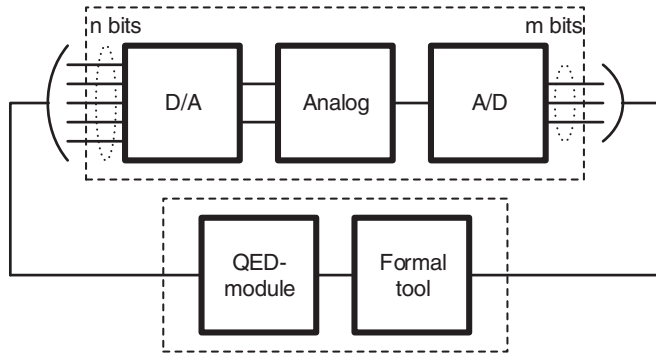 n bits
m bits
D/A
Analog
A/D
QED-
module
Formal
tool